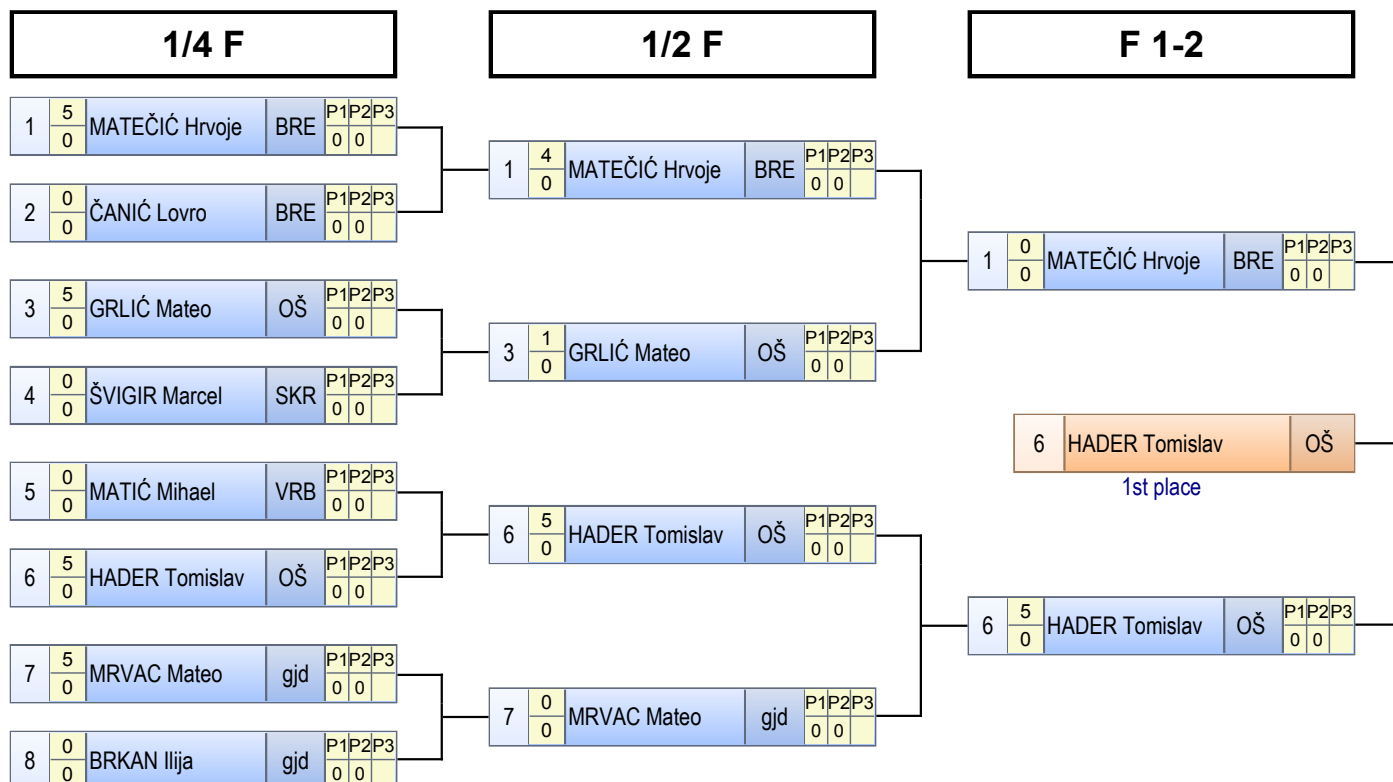 1/4 F
1/2 F
F 1-2
1 5 0 MATEČIĆ Hrvoje BRE P1 P2 P3 0 0
2 0 0 ČANIĆ Lovro BRE P1 P2 P3 0 0
3 5 0 GRLIĆ Mateo OŠ P1 P2 P3 0 0
4 0 0 ŠVIGIR Marcel SKR P1 P2 P3 0 0
5 0 0 MATIĆ Mihael VRB P1 P2 P3 0 0
6 5 0 HADER Tomislav OŠ P1 P2 P3 0 0
7 5 0 MRVAC Mateo gjd P1 P2 P3 0 0
8 0 0 BRKAN Ilija gjd P1 P2 P3 0 0
1 4 0 MATEČIĆ Hrvoje BRE P1 P2 P3 0 0
3 1 0 GRLIĆ Mateo OŠ P1 P2 P3 0 0
6 5 0 HADER Tomislav OŠ P1 P2 P3 0 0
7 0 0 MRVAC Mateo gjd P1 P2 P3 0 0
1 0 0 MATEČIĆ Hrvoje BRE P1 P2 P3 0 0
6 HADER Tomislav OŠ
1st place
6 5 0 HADER Tomislav OŠ P1 P2 P3 0 0